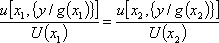 u[x₁,{y/g(x₁)}]/U(x₁) = u[x₂,{y/g(x₂)}]/U(x₂)